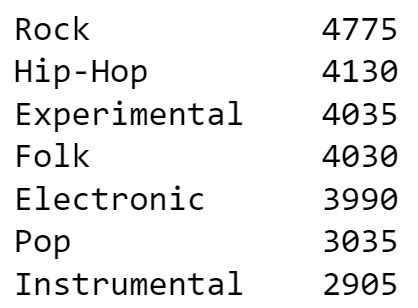 Rock 4775
Hip-Hop 4130
Experimental 4035
Folk 4030
Electronic 3990
Pop 3035
Instrumental 2905